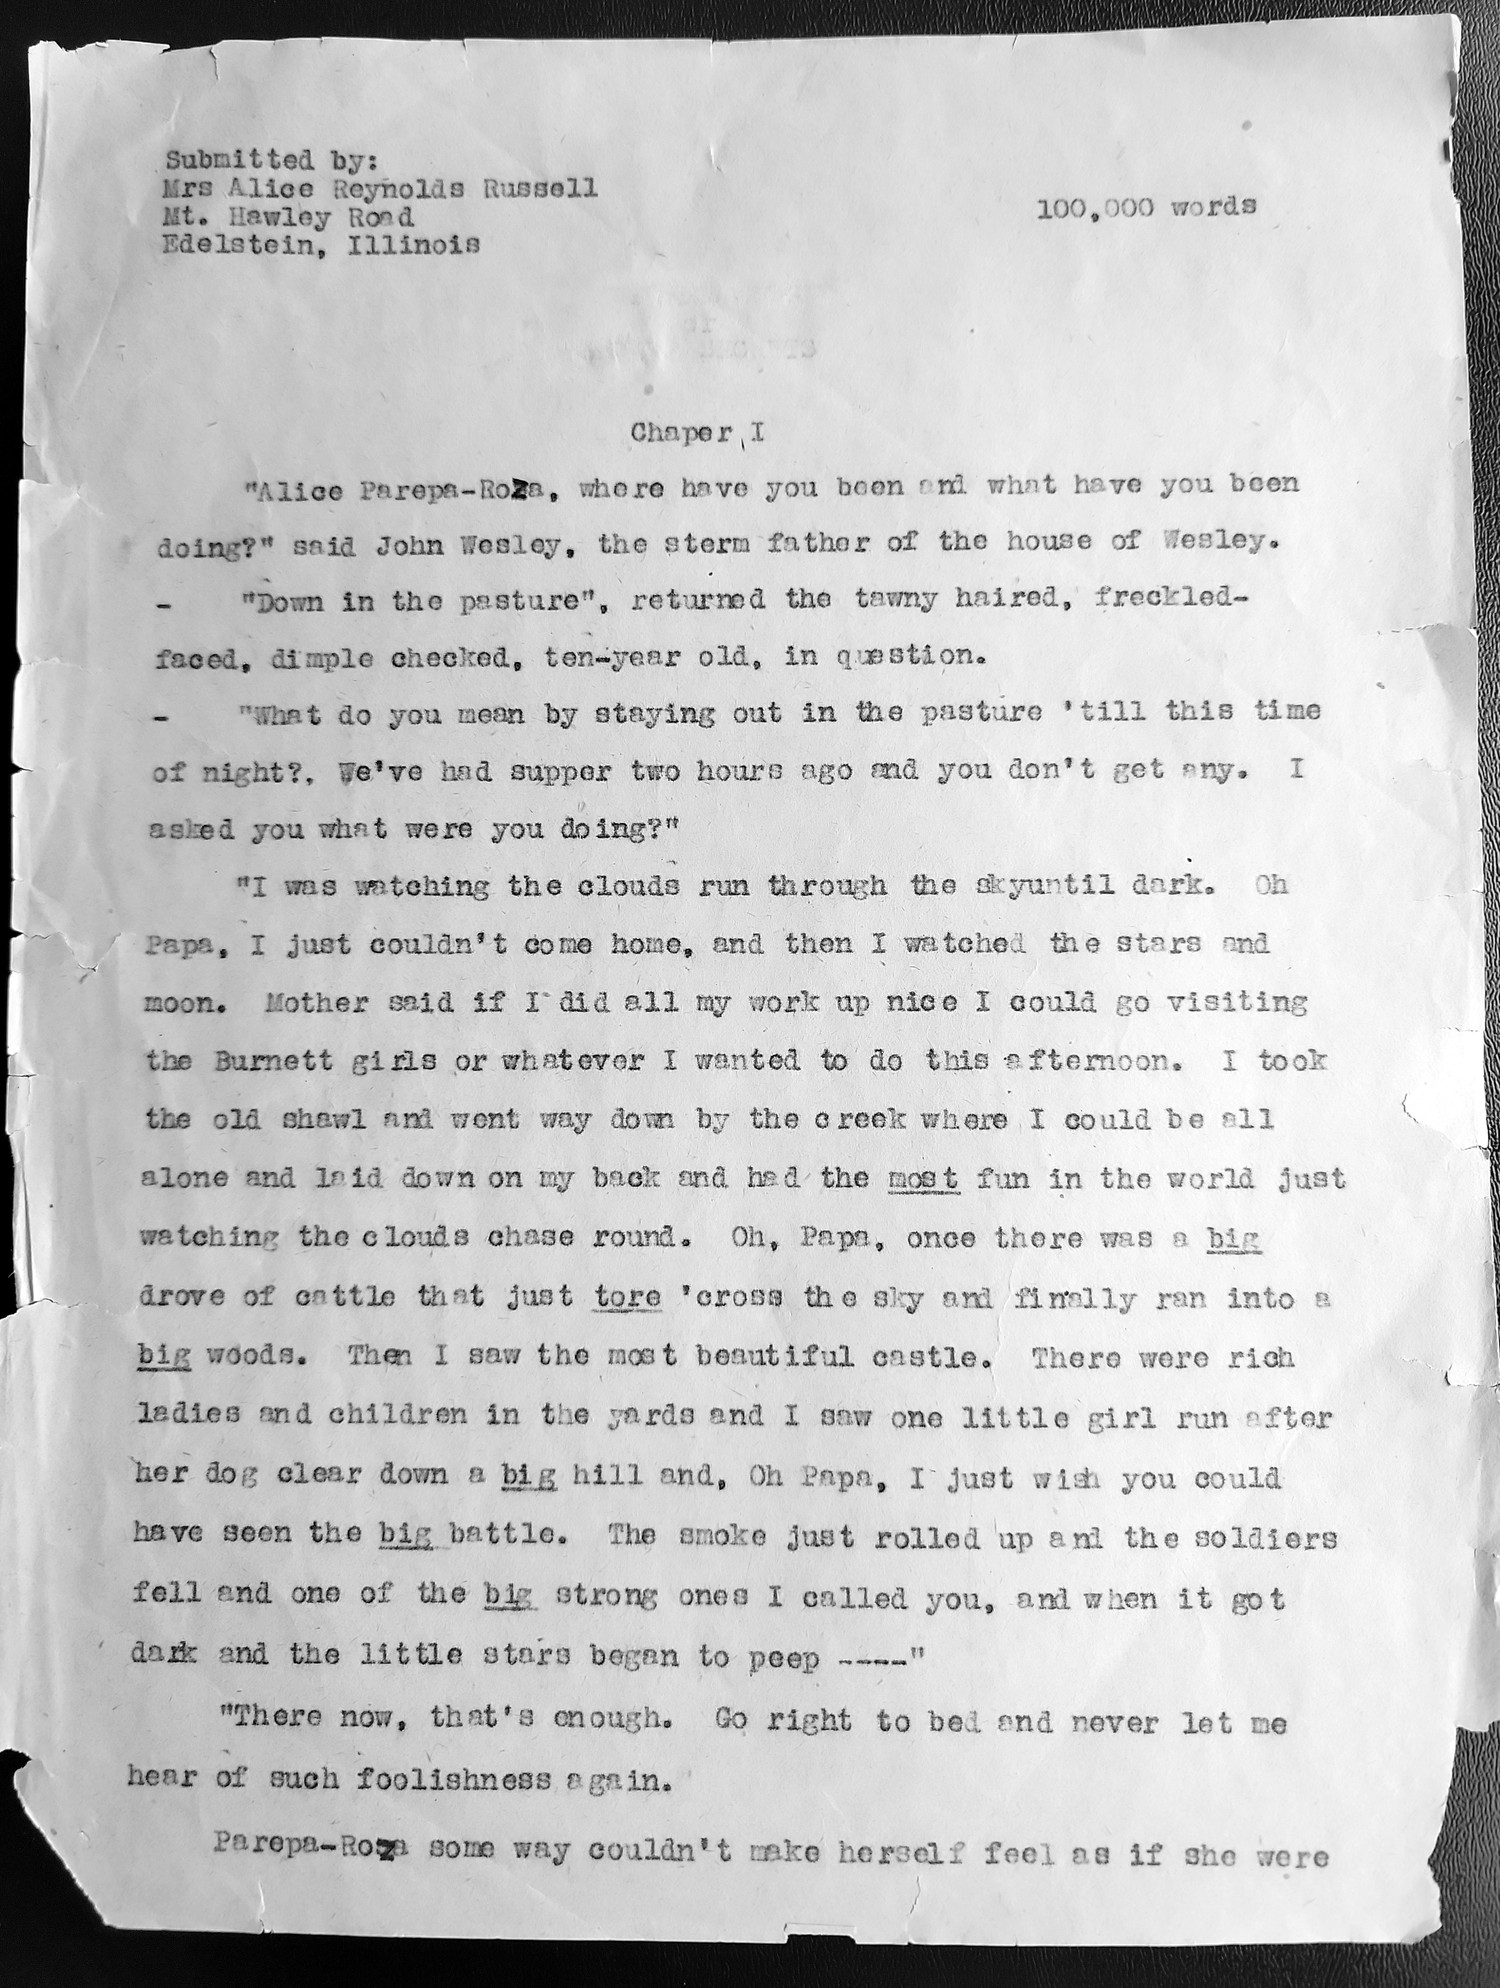 Submitted by:
Mrs Alice Reynolds Russell
Mt. Hawley Road
Edelstein, Illinois
100,000 words
Chaper I
"Alice Parepa-Roza, where have you been and what have you been
doing?" said John Wesley, the sterm father of the house of Wesley.
- "Down in the pasture", returned the tawny haired, freckled-
faced, dimple checked, ten-year old, in question.
- "What do you mean by staying out in the pasture 'till this time
of night?. We've had supper two hours ago and you don't get any. I
asked you what were you doing?"
"I was watching the clouds run through the skyuntil dark. Oh
Papa, I just couldn't come home, and then I watched the stars and
moon. Mother said if I did all my work up nice I could go visiting
the Burnett girls or whatever I wanted to do this afternoon. I took
the old shawl and went way down by the creek where I could be all
alone and laid down on my back and had the most fun in the world just
watching the clouds chase round. Oh, Papa, once there was a big
drove of cattle that just tore 'cross the sky and finally ran into a
big woods. Then I saw the most beautiful castle. There were rich
ladies and children in the yards and I saw one little girl run after
her dog clear down a big hill and, Oh Papa, I just wish you could
have seen the big battle. The smoke just rolled up and the soldiers
fell and one of the big strong ones I called you, and when it got
dark and the little stars began to peep ----"
"There now, that's enough. Go right to bed and never let me
hear of such foolishness again.
Parepa-Roza some way couldn't make herself feel as if she were